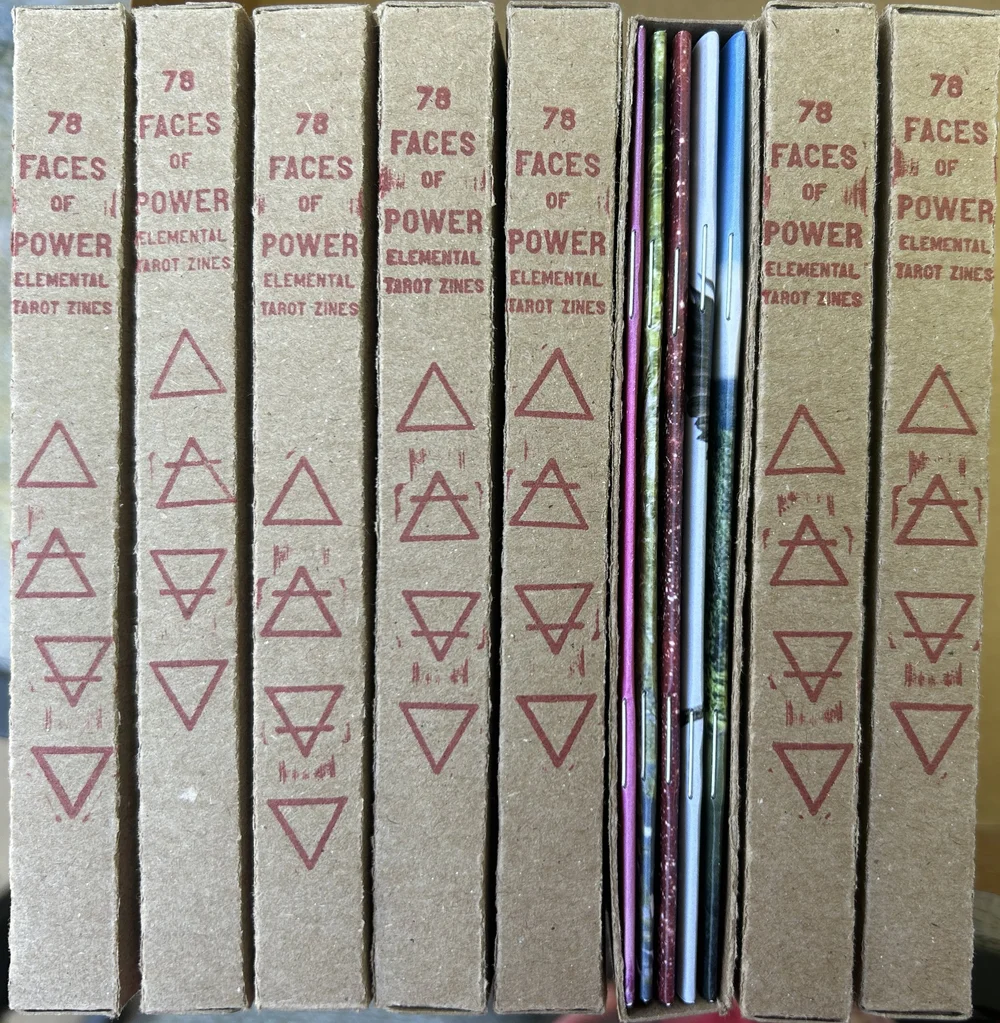 78
FACES
OF
POWER
ELEMENTAL
TAROT ZINES
78
FACES
OF
POWER
ELEMENTAL
TAROT ZINES
78
FACES
OF
POWER
ELEMENTAL
TAROT ZINES
78
FACES
OF
POWER
ELEMENTAL
TAROT ZINES
78
FACES
OF
POWER
ELEMENTAL
TAROT ZINES
78
FACES
OF
POWER
ELEMENTAL
TAROT ZINES
78
FACES
OF
POWER
ELEMENTAL
TAROT ZINES